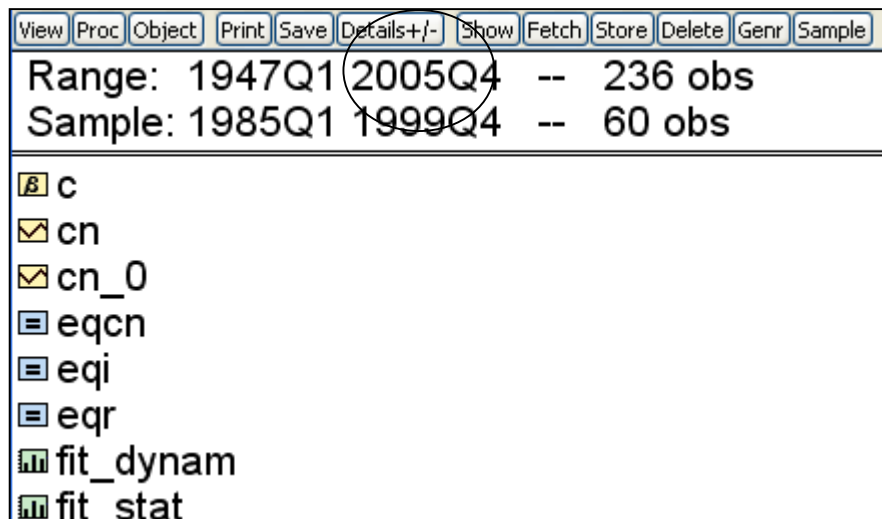 View Proc Object Print Save Details+/- Show Fetch Store Delete Genr Sample
Range: 1947Q1 2005Q4 -- 236 obs
Sample: 1985Q1 1999Q4 -- 60 obs
β c
cn
cn_0
= eqcn
= eqi
= eqr
fit_dynam
fit_stat